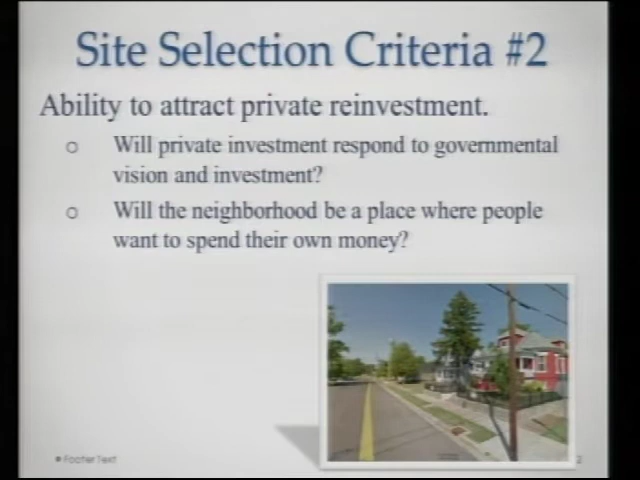 Site Selection Criteria #2
Ability to attract private reinvestment.
Will private investment respond to governmental
vision and investment?
Will the neighborhood be a place where people
want to spend their own money?
Footer Text
2